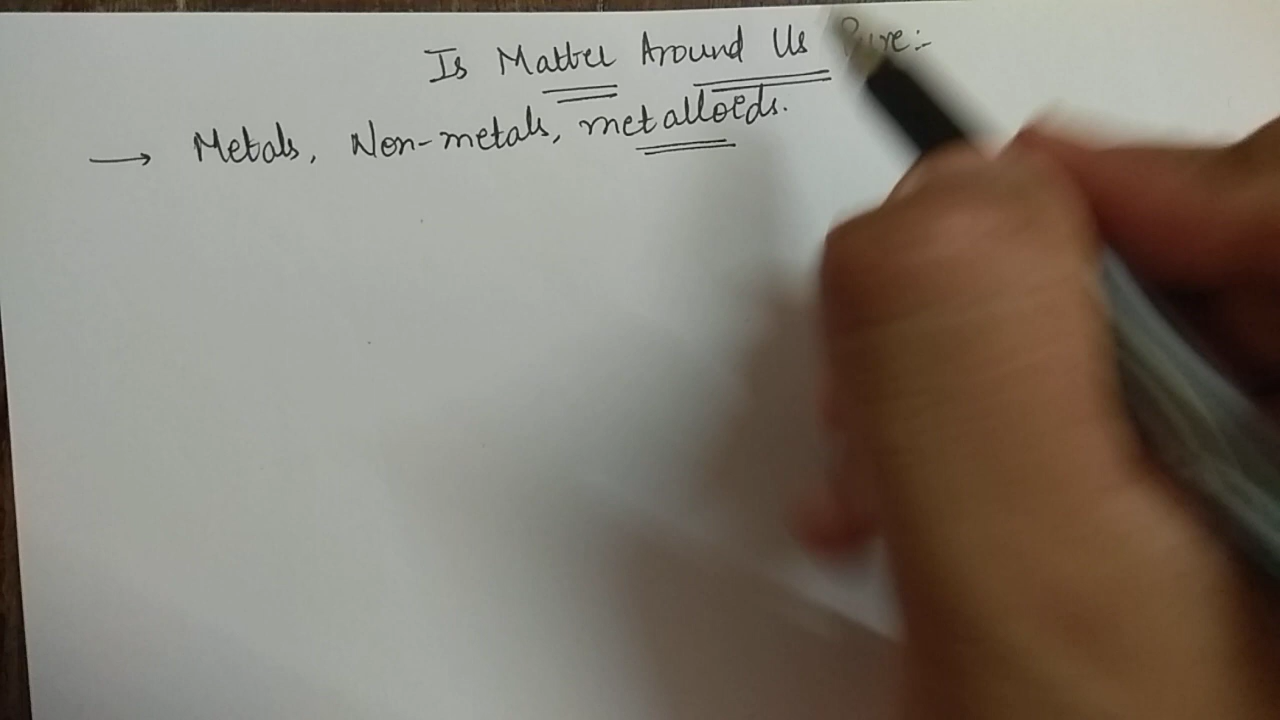 Is Matter Around Us Pure:-
→ Metals, Non-metals, metalloids.